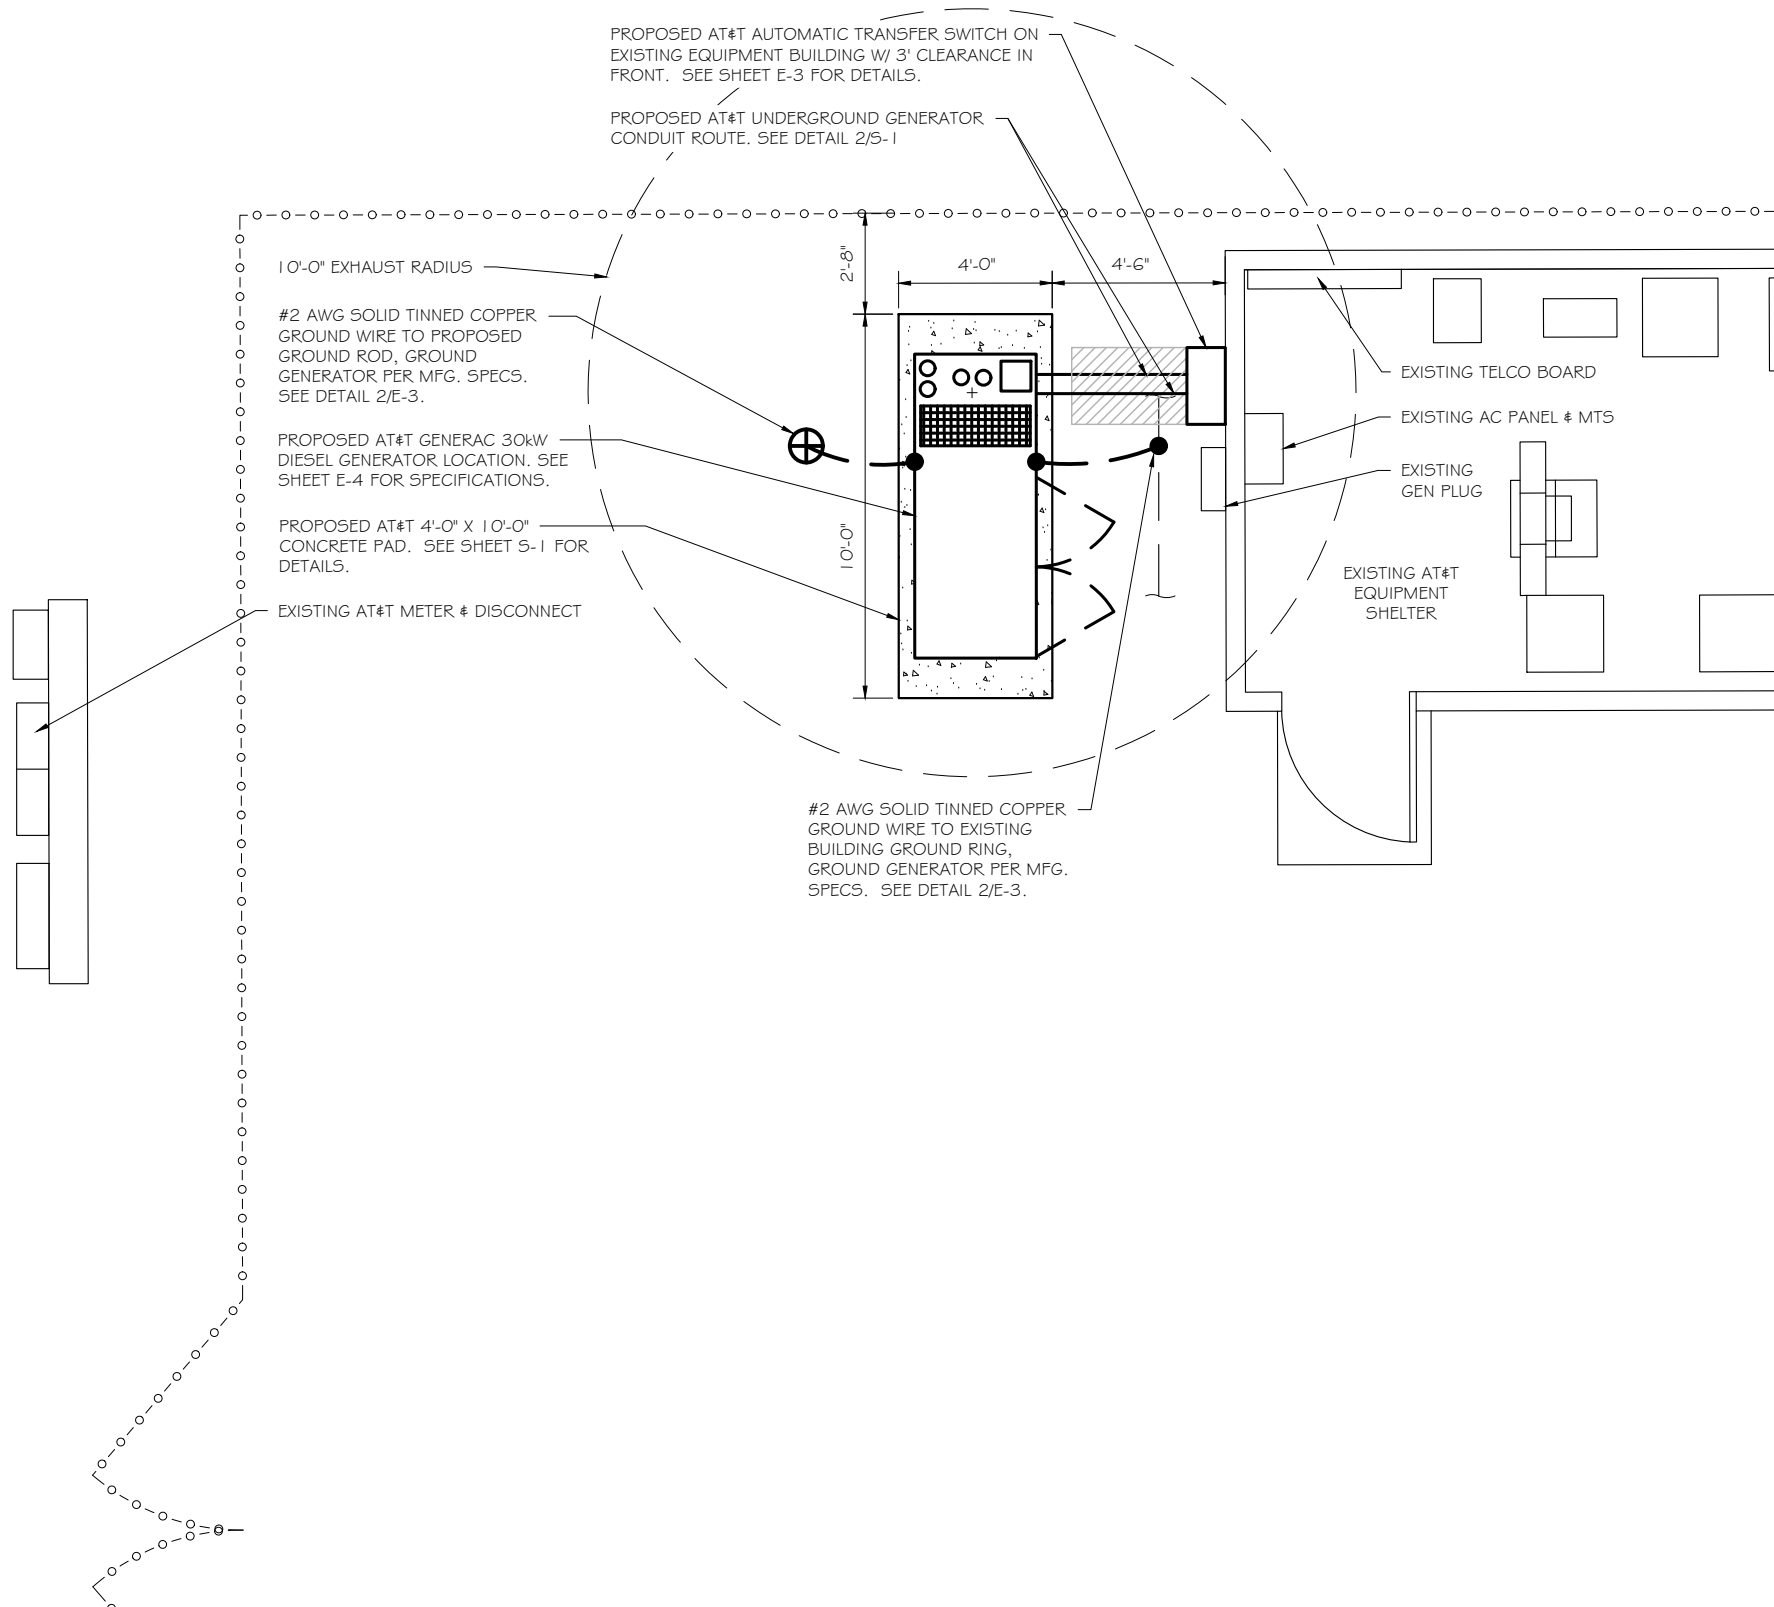 PROPOSED AT&T AUTOMATIC TRANSFER SWITCH ON
EXISTING EQUIPMENT BUILDING W/ 3' CLEARANCE IN
FRONT. SEE SHEET E-3 FOR DETAILS.
PROPOSED AT&T UNDERGROUND GENERATOR
CONDUIT ROUTE. SEE DETAIL 2/S-1
10'-0" EXHAUST RADIUS
#2 AWG SOLID TINNED COPPER
GROUND WIRE TO PROPOSED
GROUND ROD, GROUND
GENERATOR PER MFG. SPECS.
SEE DETAIL 2/E-3.
PROPOSED AT&T GENERAC 30kW
DIESEL GENERATOR LOCATION. SEE
SHEET E-4 FOR SPECIFICATIONS.
PROPOSED AT&T 4'-0" X 10'-0"
CONCRETE PAD. SEE SHEET S-1 FOR
DETAILS.
EXISTING AT&T METER & DISCONNECT
2'-8"
4'-0"
4'-6"
10'-0"
EXISTING TELCO BOARD
EXISTING AC PANEL & MTS
EXISTING
GEN PLUG
EXISTING AT&T
EQUIPMENT
SHELTER
#2 AWG SOLID TINNED COPPER
GROUND WIRE TO EXISTING
BUILDING GROUND RING,
GROUND GENERATOR PER MFG.
SPECS. SEE DETAIL 2/E-3.